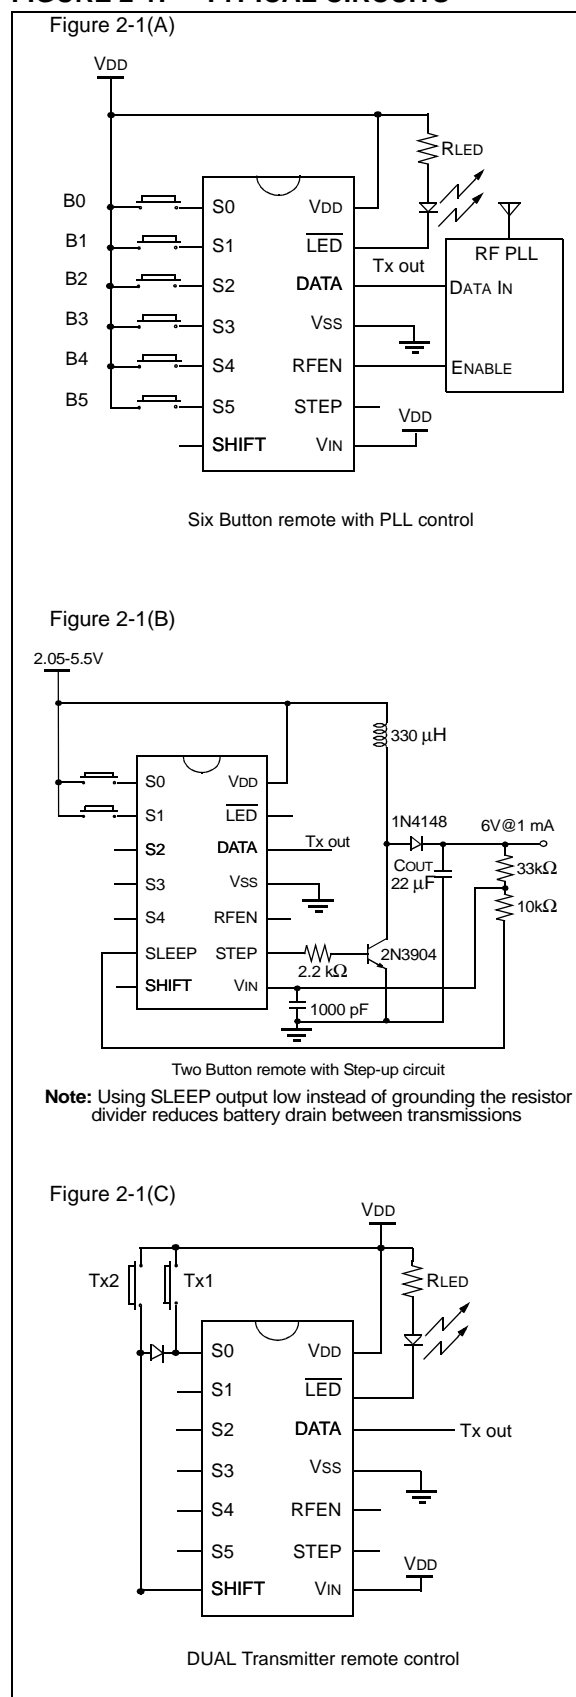 FIGURE 2-1: TYPICAL CIRCUITS
Figure 2-1(A)
VDD
RLED
B0
S0
VDD
B1
S1
LED
RF PLL
Tx out
B2
S2
DATA
DATA IN
B3
S3
VSS
B4
S4
RFEN
ENABLE
B5
S5
STEP
VDD
SHIFT
VIN
Six Button remote with PLL control
Figure 2-1(B)
2.05-5.5V
330 µH
S0
VDD
S1
LED
1N4148
6V@1 mA
S2
DATA
Tx out
COUT
22 µF
33kΩ
S3
VSS
10kΩ
S4
RFEN
SLEEP
STEP
2.2 kΩ
2N3904
SHIFT
VIN
1000 pF
Two Button remote with Step-up circuit
Note: Using SLEEP output low instead of grounding the resistor
divider reduces battery drain between transmissions
Figure 2-1(C)
VDD
Tx2
Tx1
RLED
S0
VDD
S1
LED
S2
DATA
Tx out
S3
VSS
S4
RFEN
S5
STEP
VDD
SHIFT
VIN
DUAL Transmitter remote control